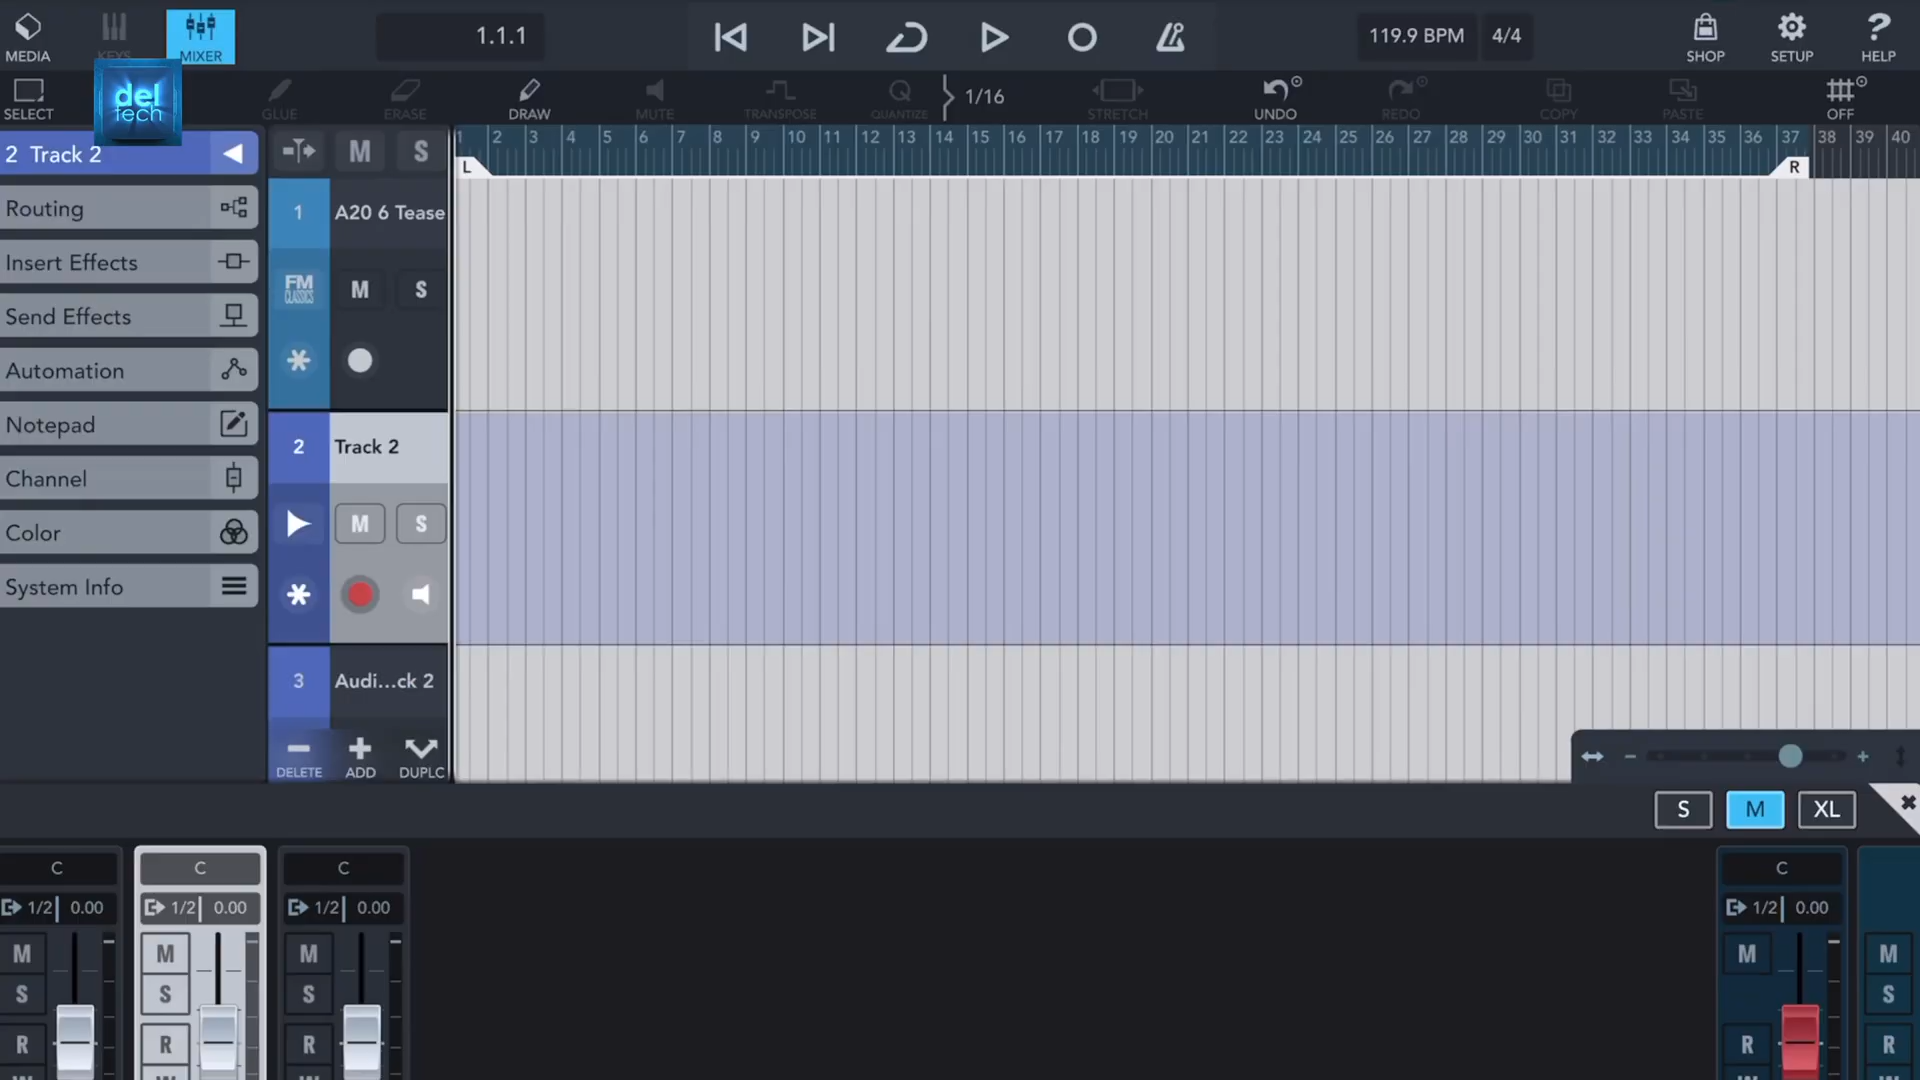 MEDIA
KEYS
MIXER
1.1.1
119.9 BPM
4/4
SHOP
SETUP
HELP
SELECT
del
tech
GLUE
ERASE
DRAW
MUTE
TRANSPOSE
QUANTIZE
1/16
STRETCH
UNDO
REDO
COPY
PASTE
OFF
2 Track 2
M S
1 2 3 4 5 6 7 8 9 10 11 12 13 14 15 16 17 18 19 20 21 22 23 24 25 26 27 28 29 30 31 32 33 34 35 36 37 38 39 40
L R
Routing
Insert Effects
Send Effects
Automation
Notepad
Channel
Color
System Info
1 A20 6 Tease
FM
CLASSICS
M S
2 Track 2
M S
3 Audi...ck 2
DELETE ADD DUPLC
S M XL
C C C C
1/2 0.00 1/2 0.00 1/2 0.00 1/2 0.00
M M M M M
S S S S
R R R R R